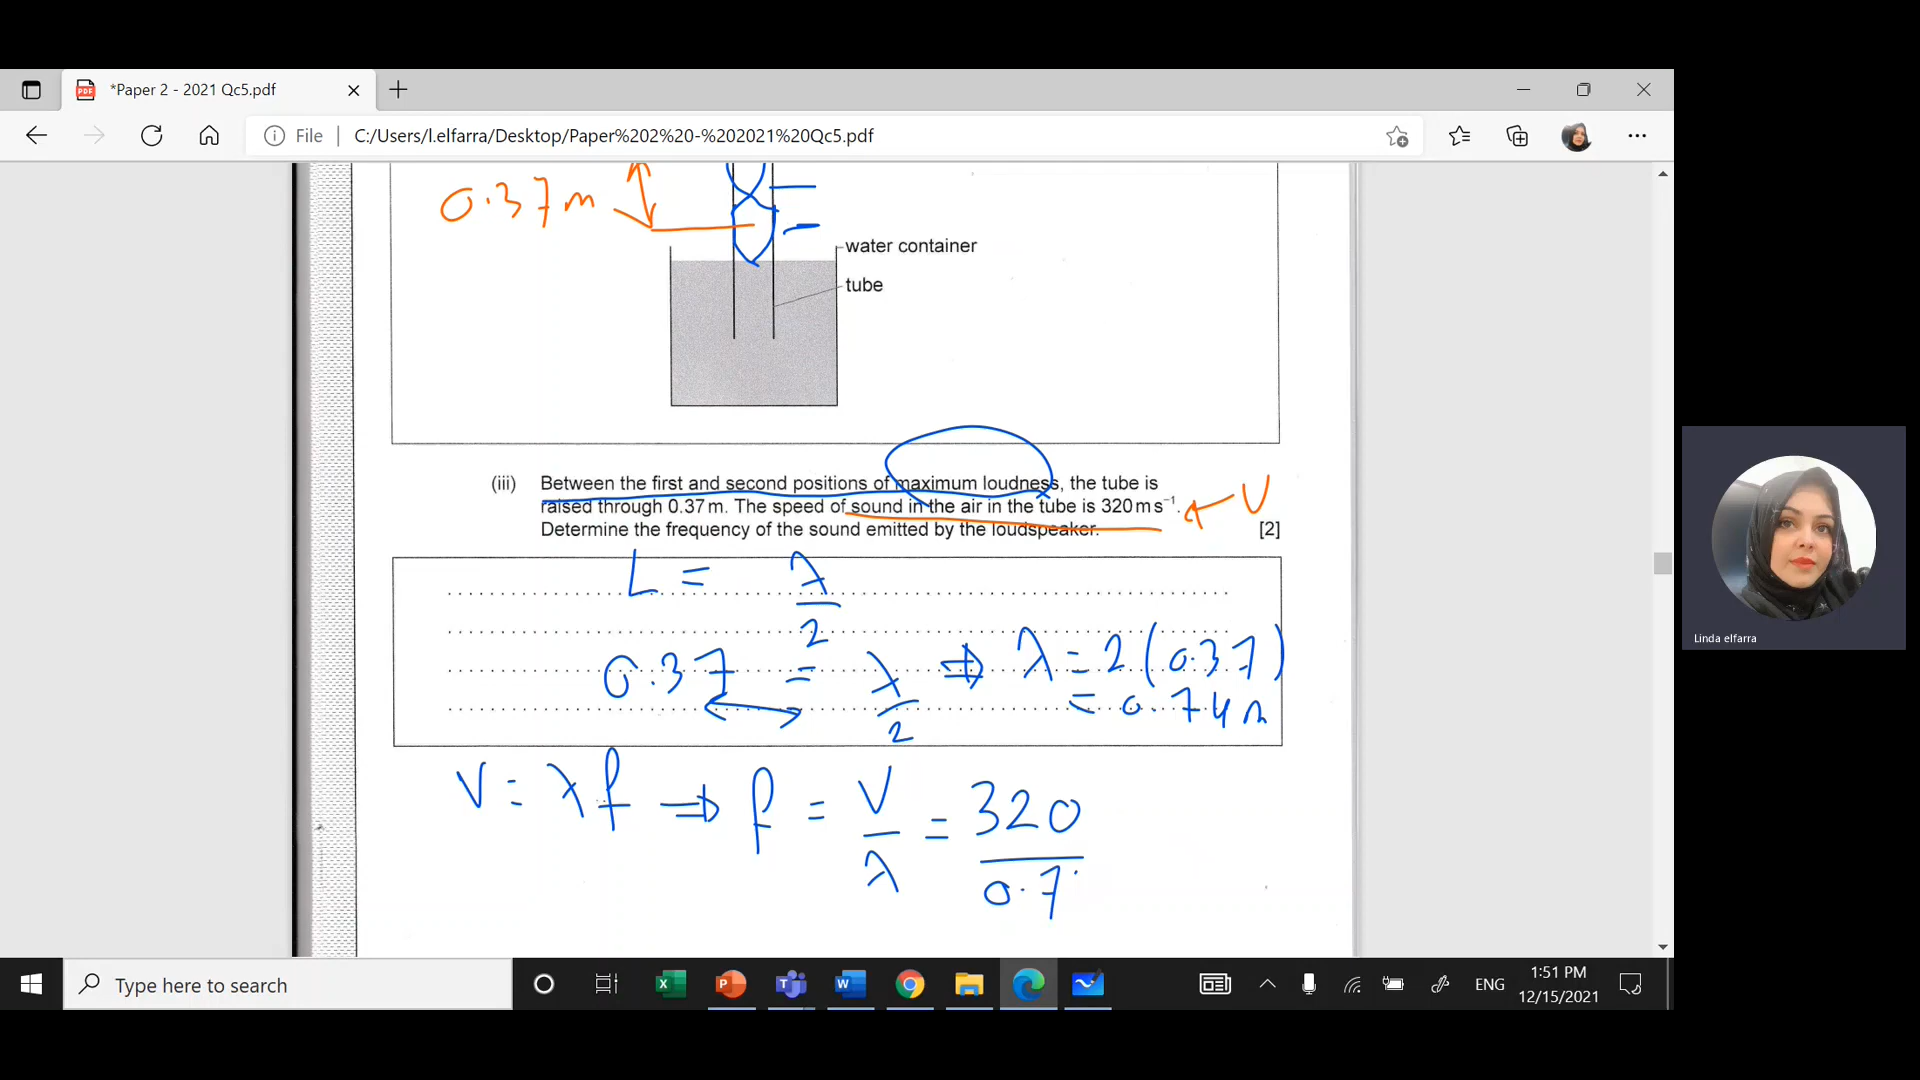 *Paper 2 - 2021 Qc5.pdf
File
C:/Users/l.elfarra/Desktop/Paper%202%20-%202021%20Qc5.pdf
0.37 m
water container
tube
(iii) Between the first and second positions of maximum loudness, the tube is
raised through 0.37 m. The speed of sound in the air in the tube is 320 m s⁻¹.
V
Determine the frequency of the sound emitted by the loudspeaker. [2]
L = λ/2
0.37 = λ/2 ⇒ λ = 2(0.37)
= 0.74 m
V = λf ⇒ f = V/λ = 320/0.7
Linda elfarra
Type here to search
ENG
1:51 PM
12/15/2021